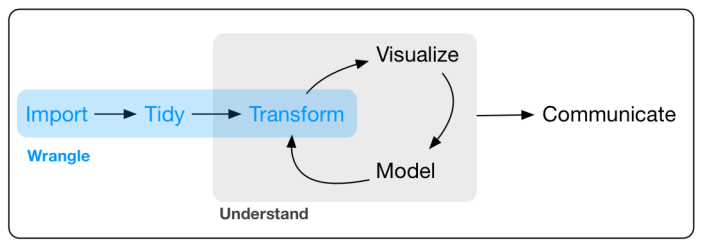 Visualize
Import Tidy Transform Communicate
Wrangle
Model
Understand